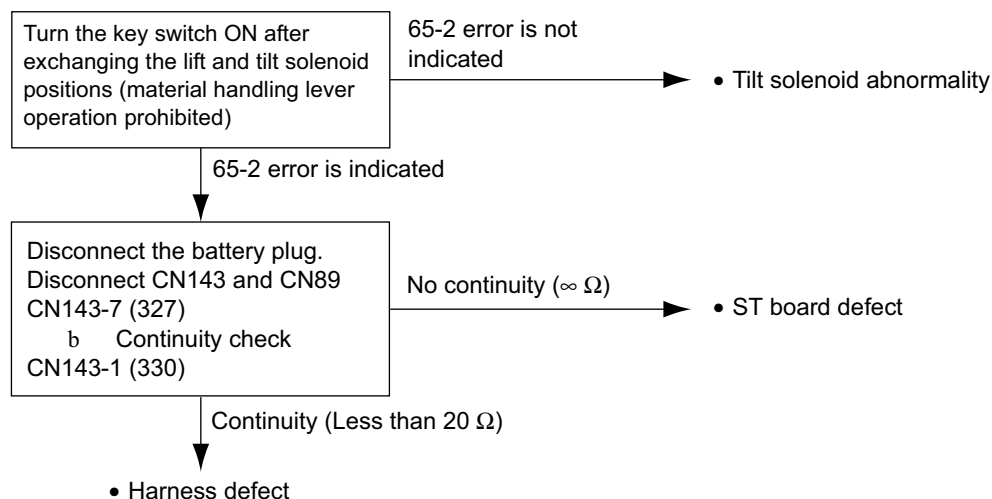 Turn the key switch ON after
exchanging the lift and tilt solenoid
positions (material handling lever
operation prohibited)
65-2 error is not
indicated
• Tilt solenoid abnormality
65-2 error is indicated
Disconnect the battery plug.
Disconnect CN143 and CN89
CN143-7 (327)
b Continuity check
CN143-1 (330)
No continuity (∞ Ω)
• ST board defect
Continuity (Less than 20 Ω)
• Harness defect